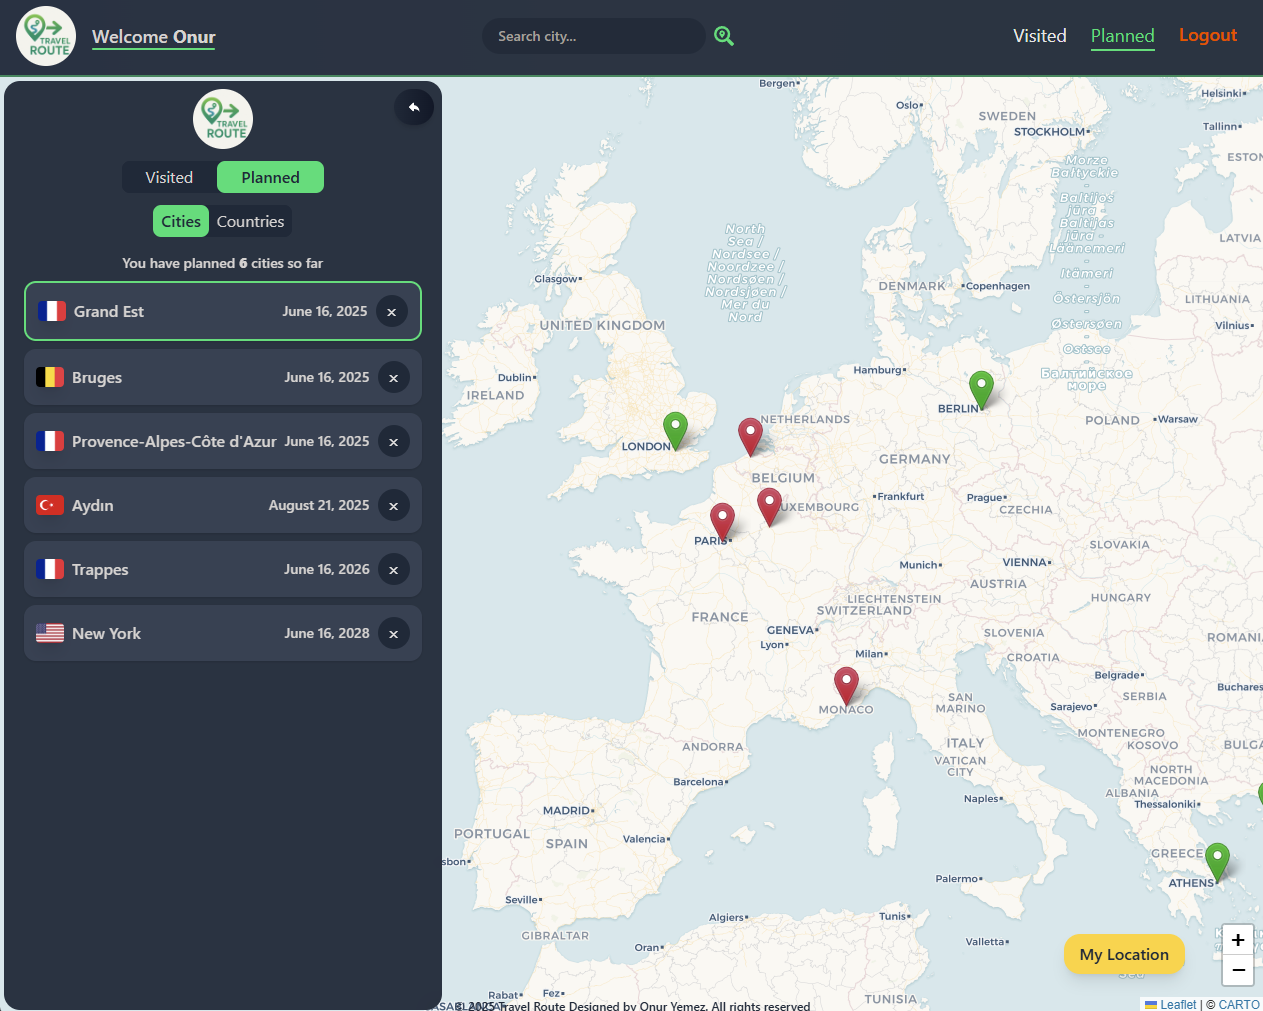 TRAVEL
ROUTE
Welcome Onur
Search city...
Visited
Planned
Logout
TRAVEL
ROUTE
Visited
Planned
Cities
Countries
You have planned 6 cities so far
Grand Est
June 16, 2025
×
Bruges
June 16, 2025
×
Provence-Alpes-Côte d'Azur
June 16, 2025
×
Aydın
August 21, 2025
×
Trappes
June 16, 2026
×
New York
June 16, 2028
×
Bergen
Oslo
Helsinki
SWEDEN
STOCKHOLM
Tallinn
ESTON
Morze
Bałtyckie
-
Baltijos
jūra -
Baltijas
jūra -
Läänemeri
-
Itämeri
-
Östersjön
-
Østersøen
-
Ostsee -
Балтийское
море
North
Sea /
Nordsee /
Noordzee /
Nordsøen /
Nordsjøen /
Mer du
Nord
LATVIA
Glasgow
DENMARK
Copenhagen
LITHUANIA
UNITED KINGDOM
Vilnius
Dublin
IRELAND
Hamburg
BERLIN
NETHERLANDS
POLAND
Warsaw
LONDON
GERMANY
BELGIUM
Frankfurt
Prague
UXEMBOURG
CZECHIA
PARIS
SLOVAKIA
Munich
VIENNA
AUSTRIA
HUNGARY
LIECHTENSTEIN
SWITZERLAND
FRANCE
GENEVA
SLOVENIA
ROMANI
Lyon
Milan
CROATIA
Belgrade
SERBIA
Buchares
SAN
MARINO
Sarajevo
MONACO
MONTENEGRO
KOSOVO
ITALY
BULGA
ANDORRA
VATICAN
CITY
NORTH
MACEDONIA
Barcelona
ALBANIA
Naples
Thessaloniki
MADRID
PORTUGAL
SPAIN
Valencia
GREECE
sbon
Palermo
ATHENS
Seville
Algiers
Tunis
GIBRALTAR
Oran
Valletta
My Location
+
−
Sea
Rabat
Fez
TUNISIA
© 2025 Travel Route Designed by Onur Yemez. All rights reserved
Leaflet | © CARTO